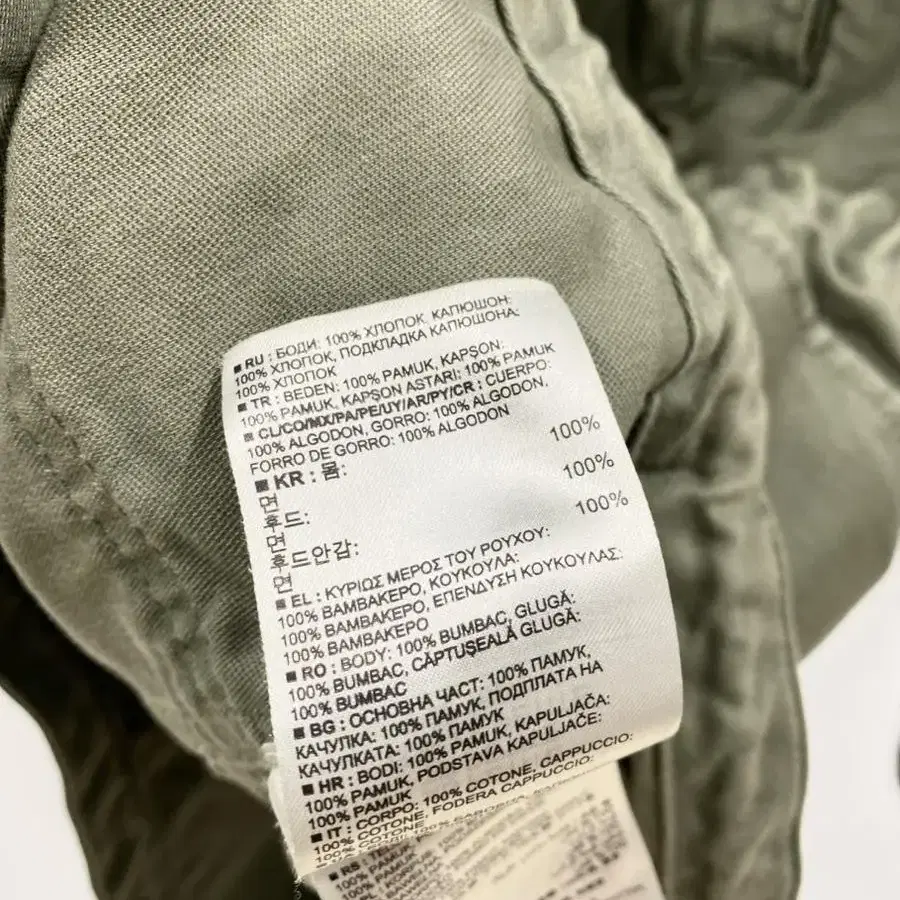 ■ RU : БОДИ: 100% ХЛОПОК, КАПЮШОН:
100% ХЛОПОК, ПОДКЛАДКА КАПЮШОНА:
100% ХЛОПОК
■ TR : BEDEN: 100% PAMUK, KAPŞON:
100% PAMUK, KAPŞON ASTARI: 100% PAMUK
■ CL/CO/MX/PA/PE/UY/AR/PY/CR : CUERPO:
100% ALGODON, GORRO: 100% ALGODON,
FORRO DE GORRO: 100% ALGODON
■ KR : 몸:
면 100%
후드:
면 100%
후드안감:
면 100%
■ EL : ΚΥΡΙΩΣ ΜΕΡΟΣ ΤΟΥ ΡΟΥΧΟΥ:
100% ΒΑΜΒΑΚΕΡΟ, ΚΟΥΚΟΥΛΑ:
100% ΒΑΜΒΑΚΕΡΟ, ΕΠΕΝΔΥΣΗ ΚΟΥΚΟΥΛΑΣ:
100% ΒΑΜΒΑΚΕΡΟ
■ RO : BODY: 100% BUMBAC, GLUGĂ:
100% BUMBAC, CĂPTUȘEALĂ GLUGĂ:
100% BUMBAC
■ BG : ОСНОВНА ЧАСТ: 100% ПАМУК,
КАЧУЛКА: 100% ПАМУК, ПОДПЛАТА НА
КАЧУЛКАТА: 100% ПАМУК
■ HR : BODI: 100% PAMUK, KAPULJAČA:
100% PAMUK, PODSTAVA KAPULJAČE:
100% PAMUK
■ IT : CORPO: 100% COTONE, CAPPUCCIO:
100% COTONE, FODERA CAPPUCCIO:
100% COTONE
■ RS :
100% PAMUK